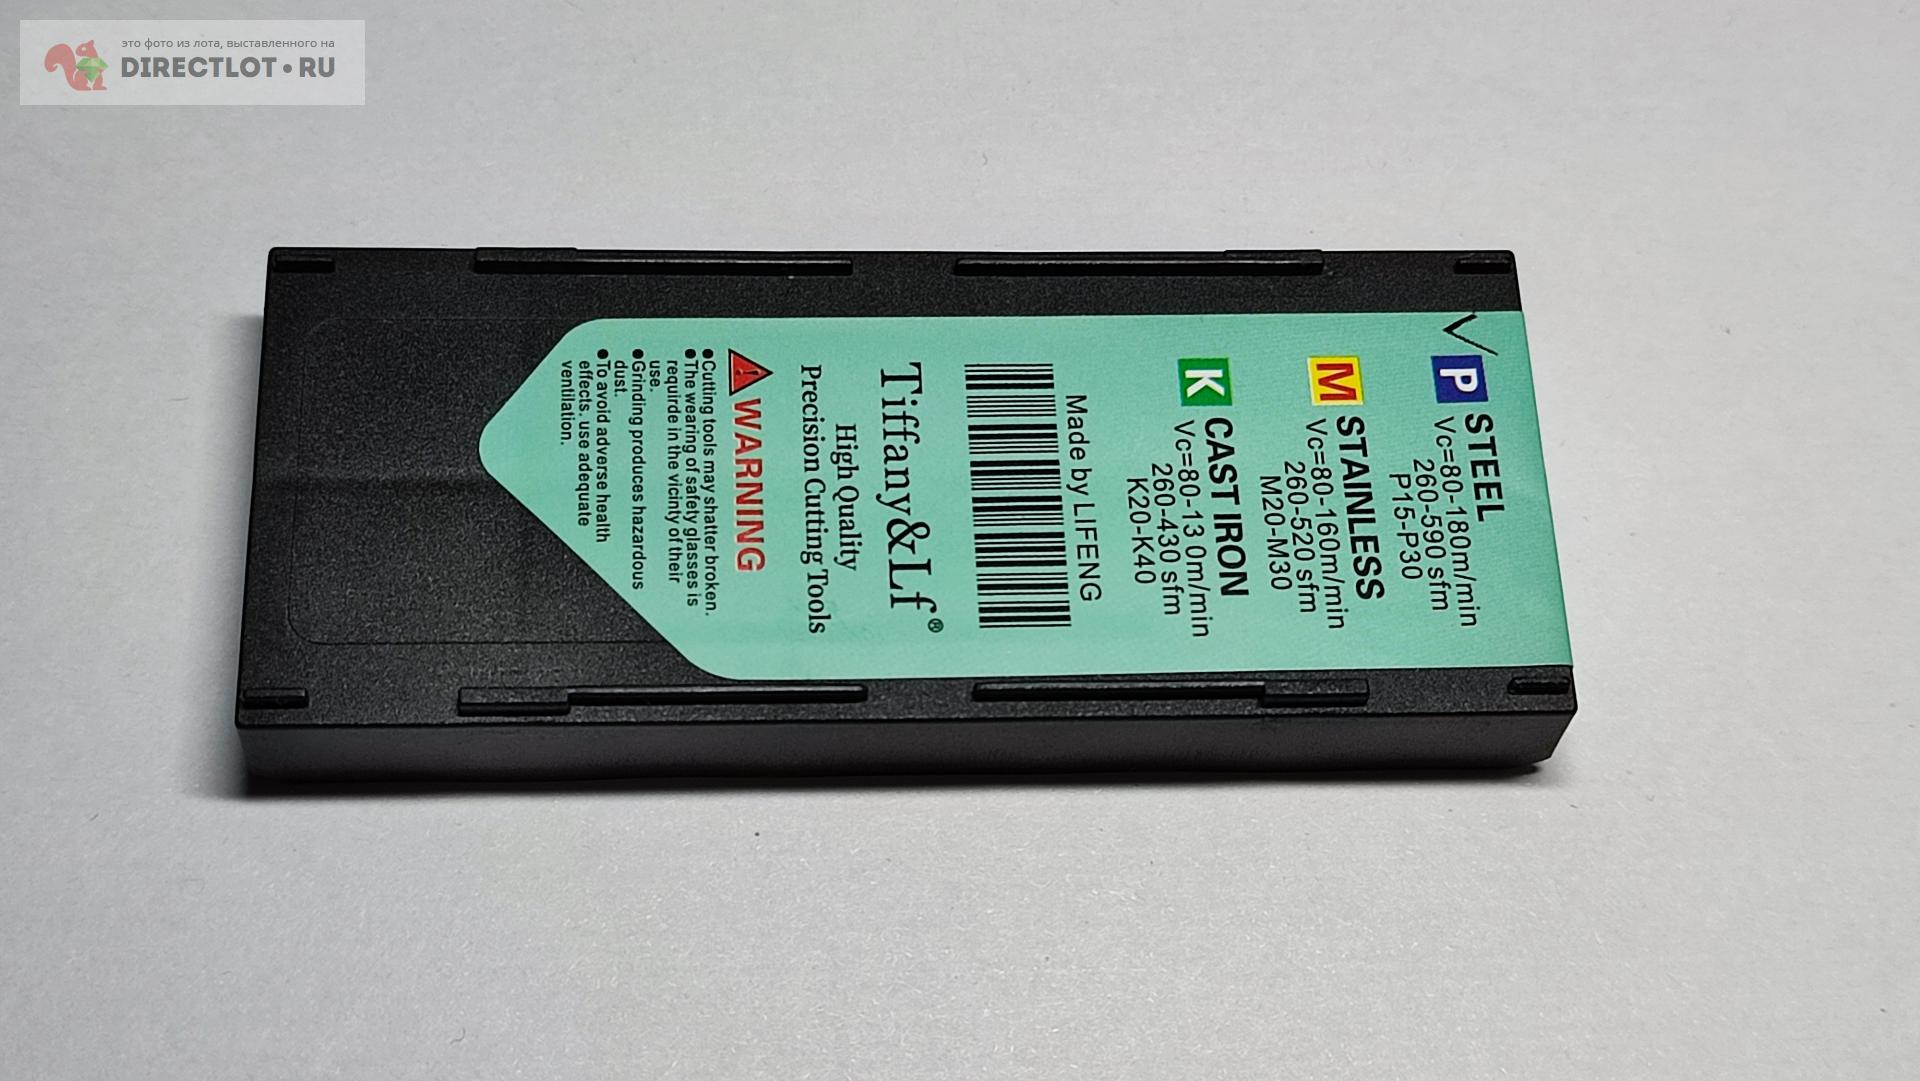 это фото из лота, выставленного на
DIRECTLOT•RU
P STEEL
Vc=80-180m/min
260-590 sfm
P15-P30
M STAINLESS
Vc=80-160m/min
260-520 sfm
M20-M30
K CAST IRON
Vc=80-13 0m/min
260-430 sfm
K20-K40
Made by LIFENG
Tiffany&Lf®
High Quality
Precision Cutting Tools
WARNING
●Cutting tools may shatter broken.
●The wearing of safety glasses is
requirde in the vicinty of their
use.
●Grinding produces hazardous
dust.
●To avoid adverse health
effects. use adequate
ventilation.